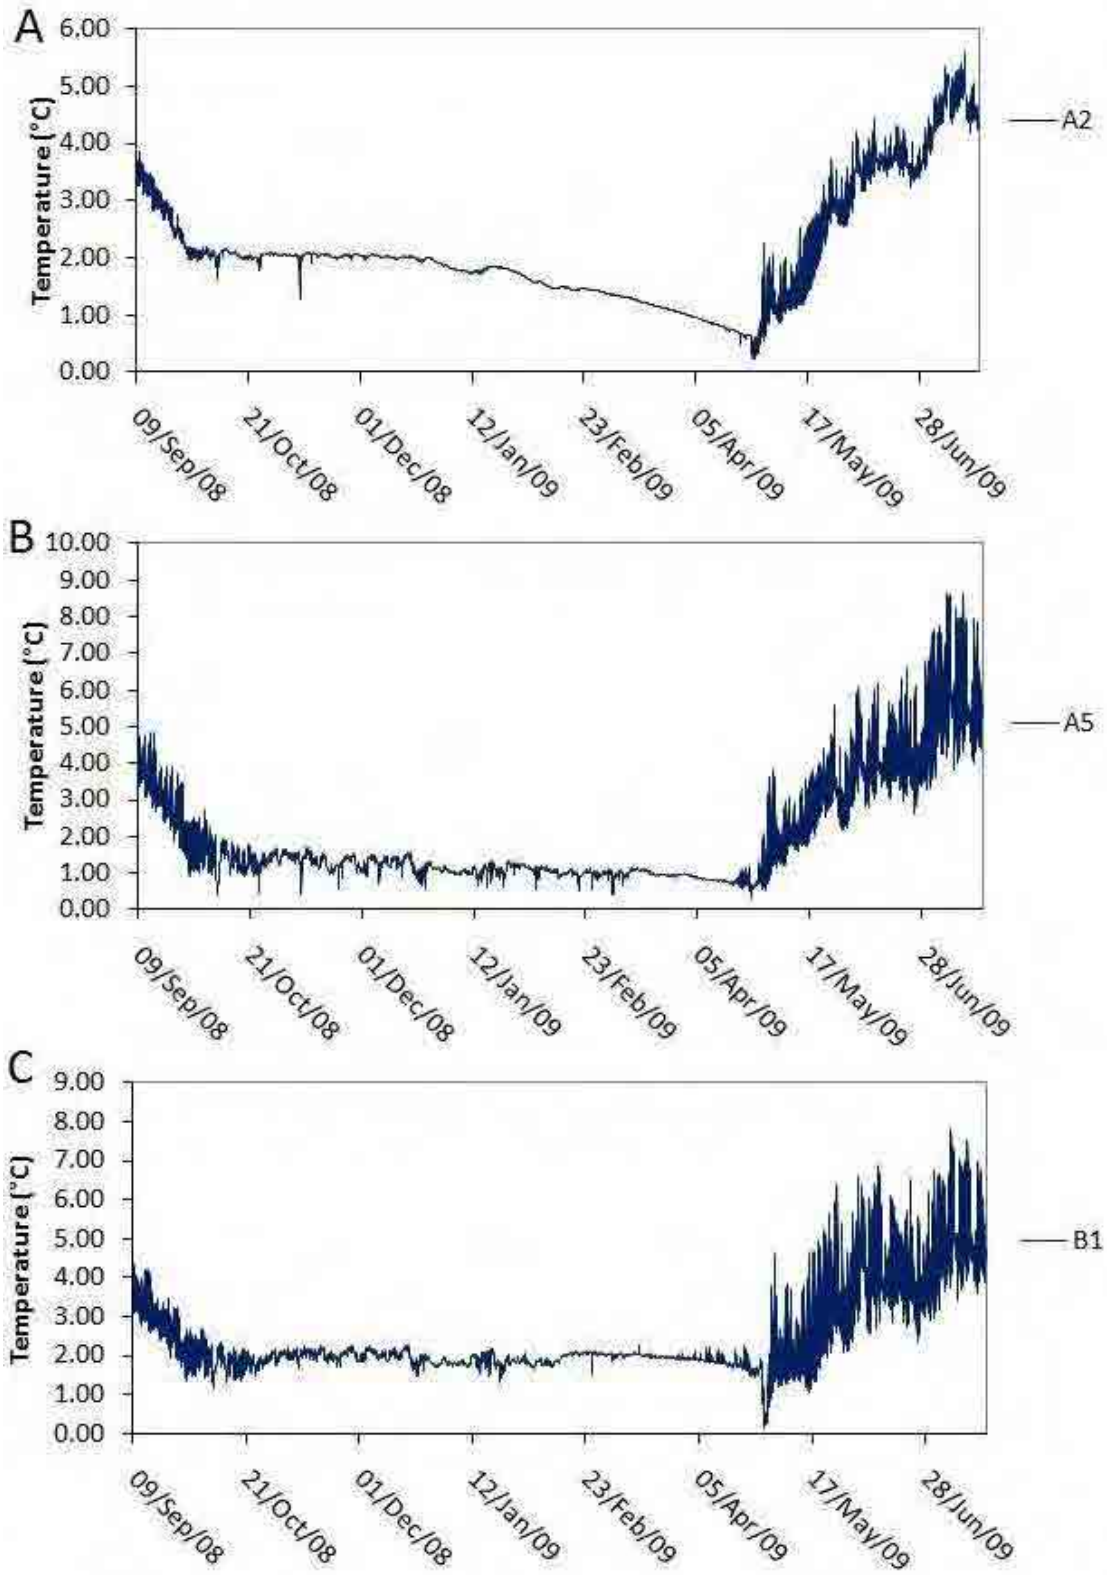 A
6.00
5.00
4.00
3.00
2.00
1.00
0.00
Temperature (°C)
A2
09/Sep/08
21/Oct/08
01/Dec/08
12/Jan/09
23/Feb/09
05/Apr/09
17/May/09
28/Jun/09
B
10.00
9.00
8.00
7.00
6.00
5.00
4.00
3.00
2.00
1.00
0.00
Temperature (°C)
A5
09/Sep/08
21/Oct/08
01/Dec/08
12/Jan/09
23/Feb/09
05/Apr/09
17/May/09
28/Jun/09
C
9.00
8.00
7.00
6.00
5.00
4.00
3.00
2.00
1.00
0.00
Temperature (°C)
B1
09/Sep/08
21/Oct/08
01/Dec/08
12/Jan/09
23/Feb/09
05/Apr/09
17/May/09
28/Jun/09